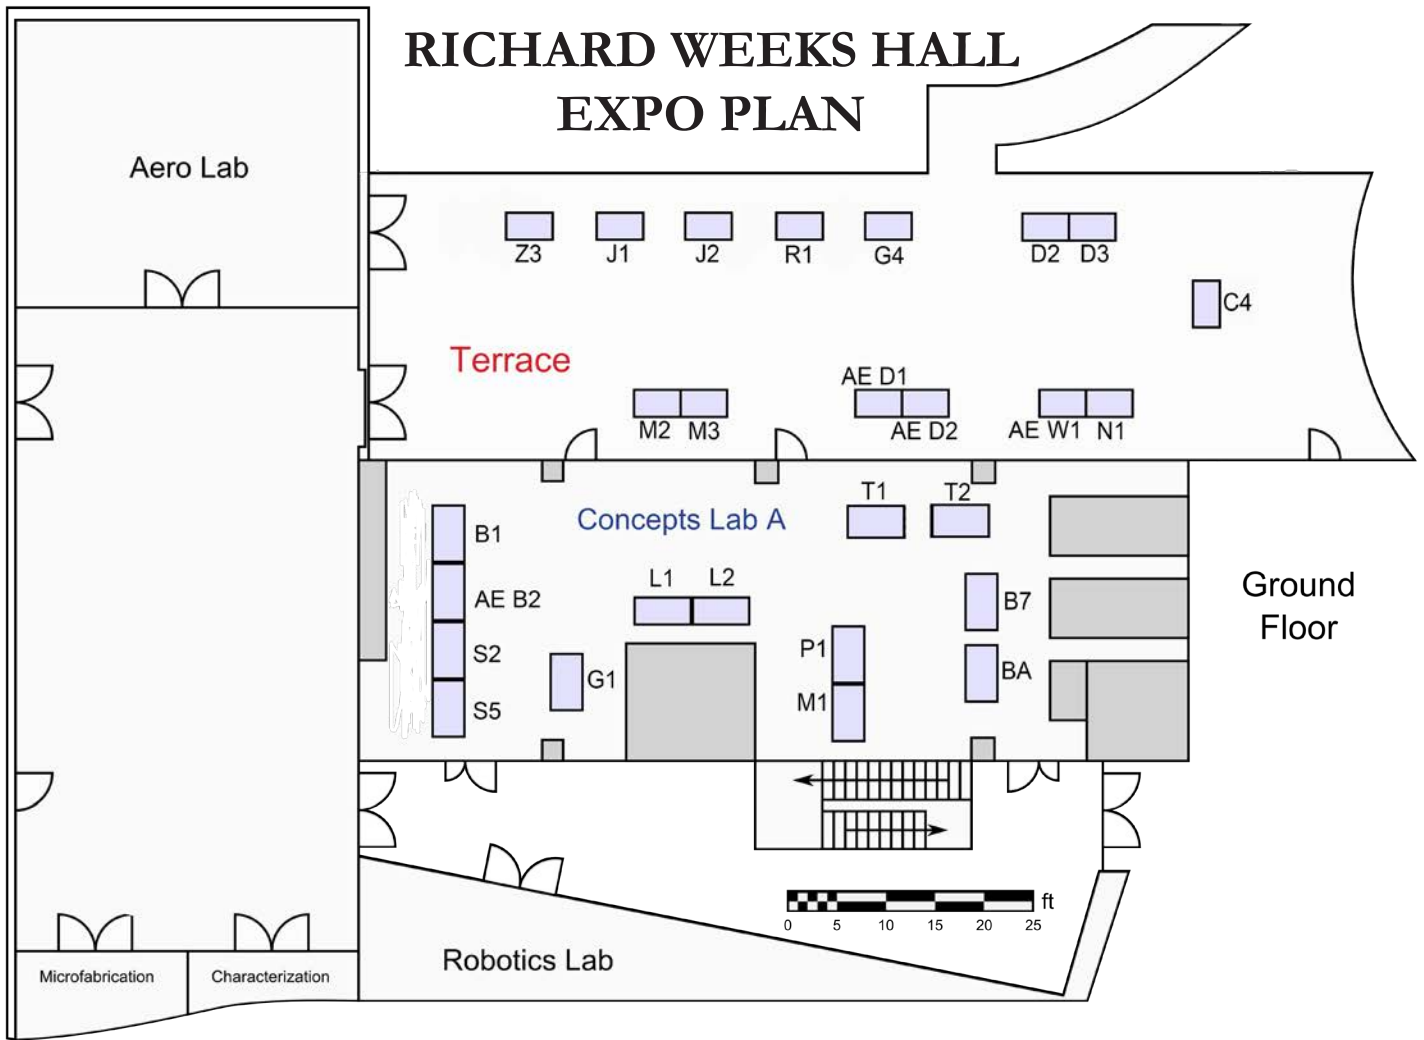 RICHARD WEEKS HALL
EXPO PLAN
Aero Lab
Z3 J1 J2 R1 G4 D2 D3
C4
Terrace
AE D1
M2 M3 AE D2 AE W1 N1
T1 T2
Concepts Lab A
B1
L1 L2
AE B2
B7
Ground
Floor
S2
P1
BA
G1
M1
S5
ft
0 5 10 15 20 25
Robotics Lab
Microfabrication
Characterization